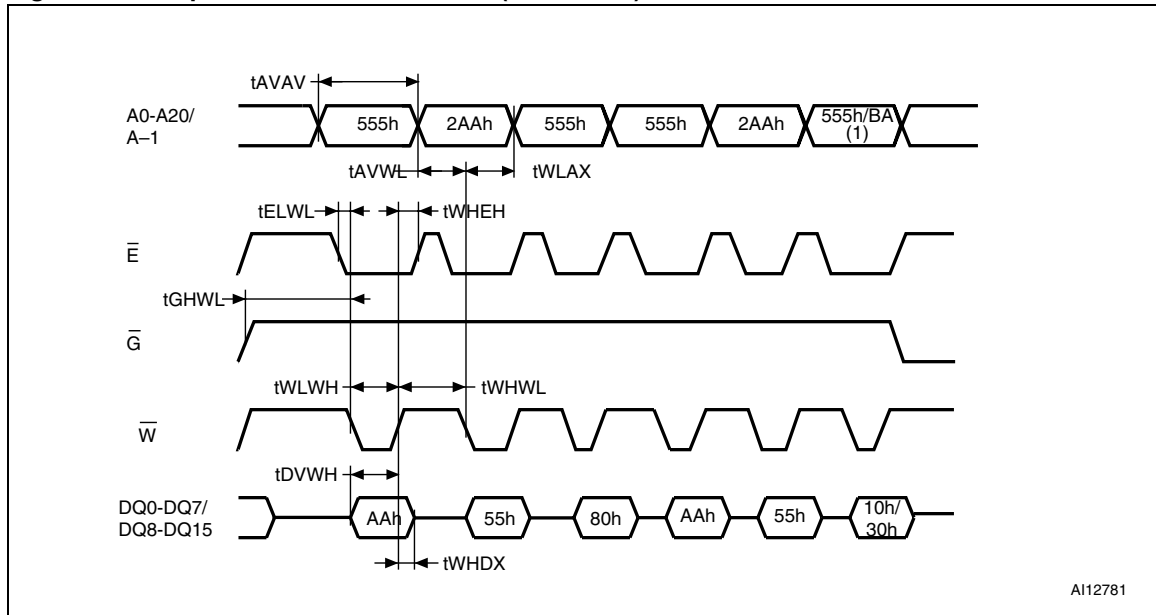 tAVAV
A0-A20/
A–1
555h
2AAh
555h
555h
2AAh
555h/BA
(1)
tAVWL
tWLAX
tELWL
tWHEH
E
tGHWL
G
tWLWH
tWHWL
W
tDVWH
DQ0-DQ7/
DQ8-DQ15
AAh
55h
80h
AAh
55h
10h/
30h
tWHDX
AI12781